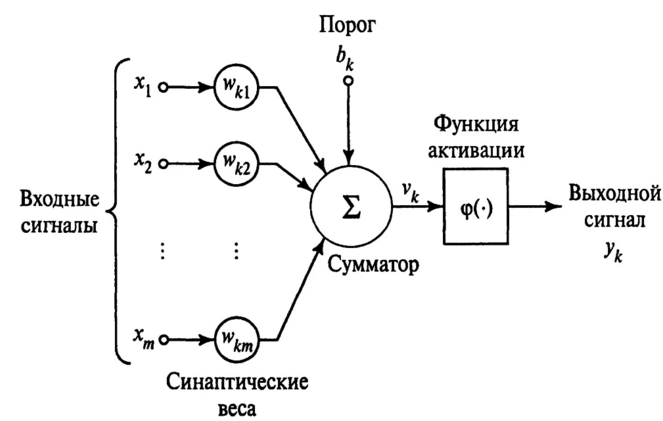 Порог
b_k
x_1
w_k1
Функция
активации
x_2
w_k2
Входные
сигналы
Σ
v_k
φ(·)
Выходной
сигнал
y_k
⋮
⋮
Сумматор
x_m
w_km
Синаптические
веса